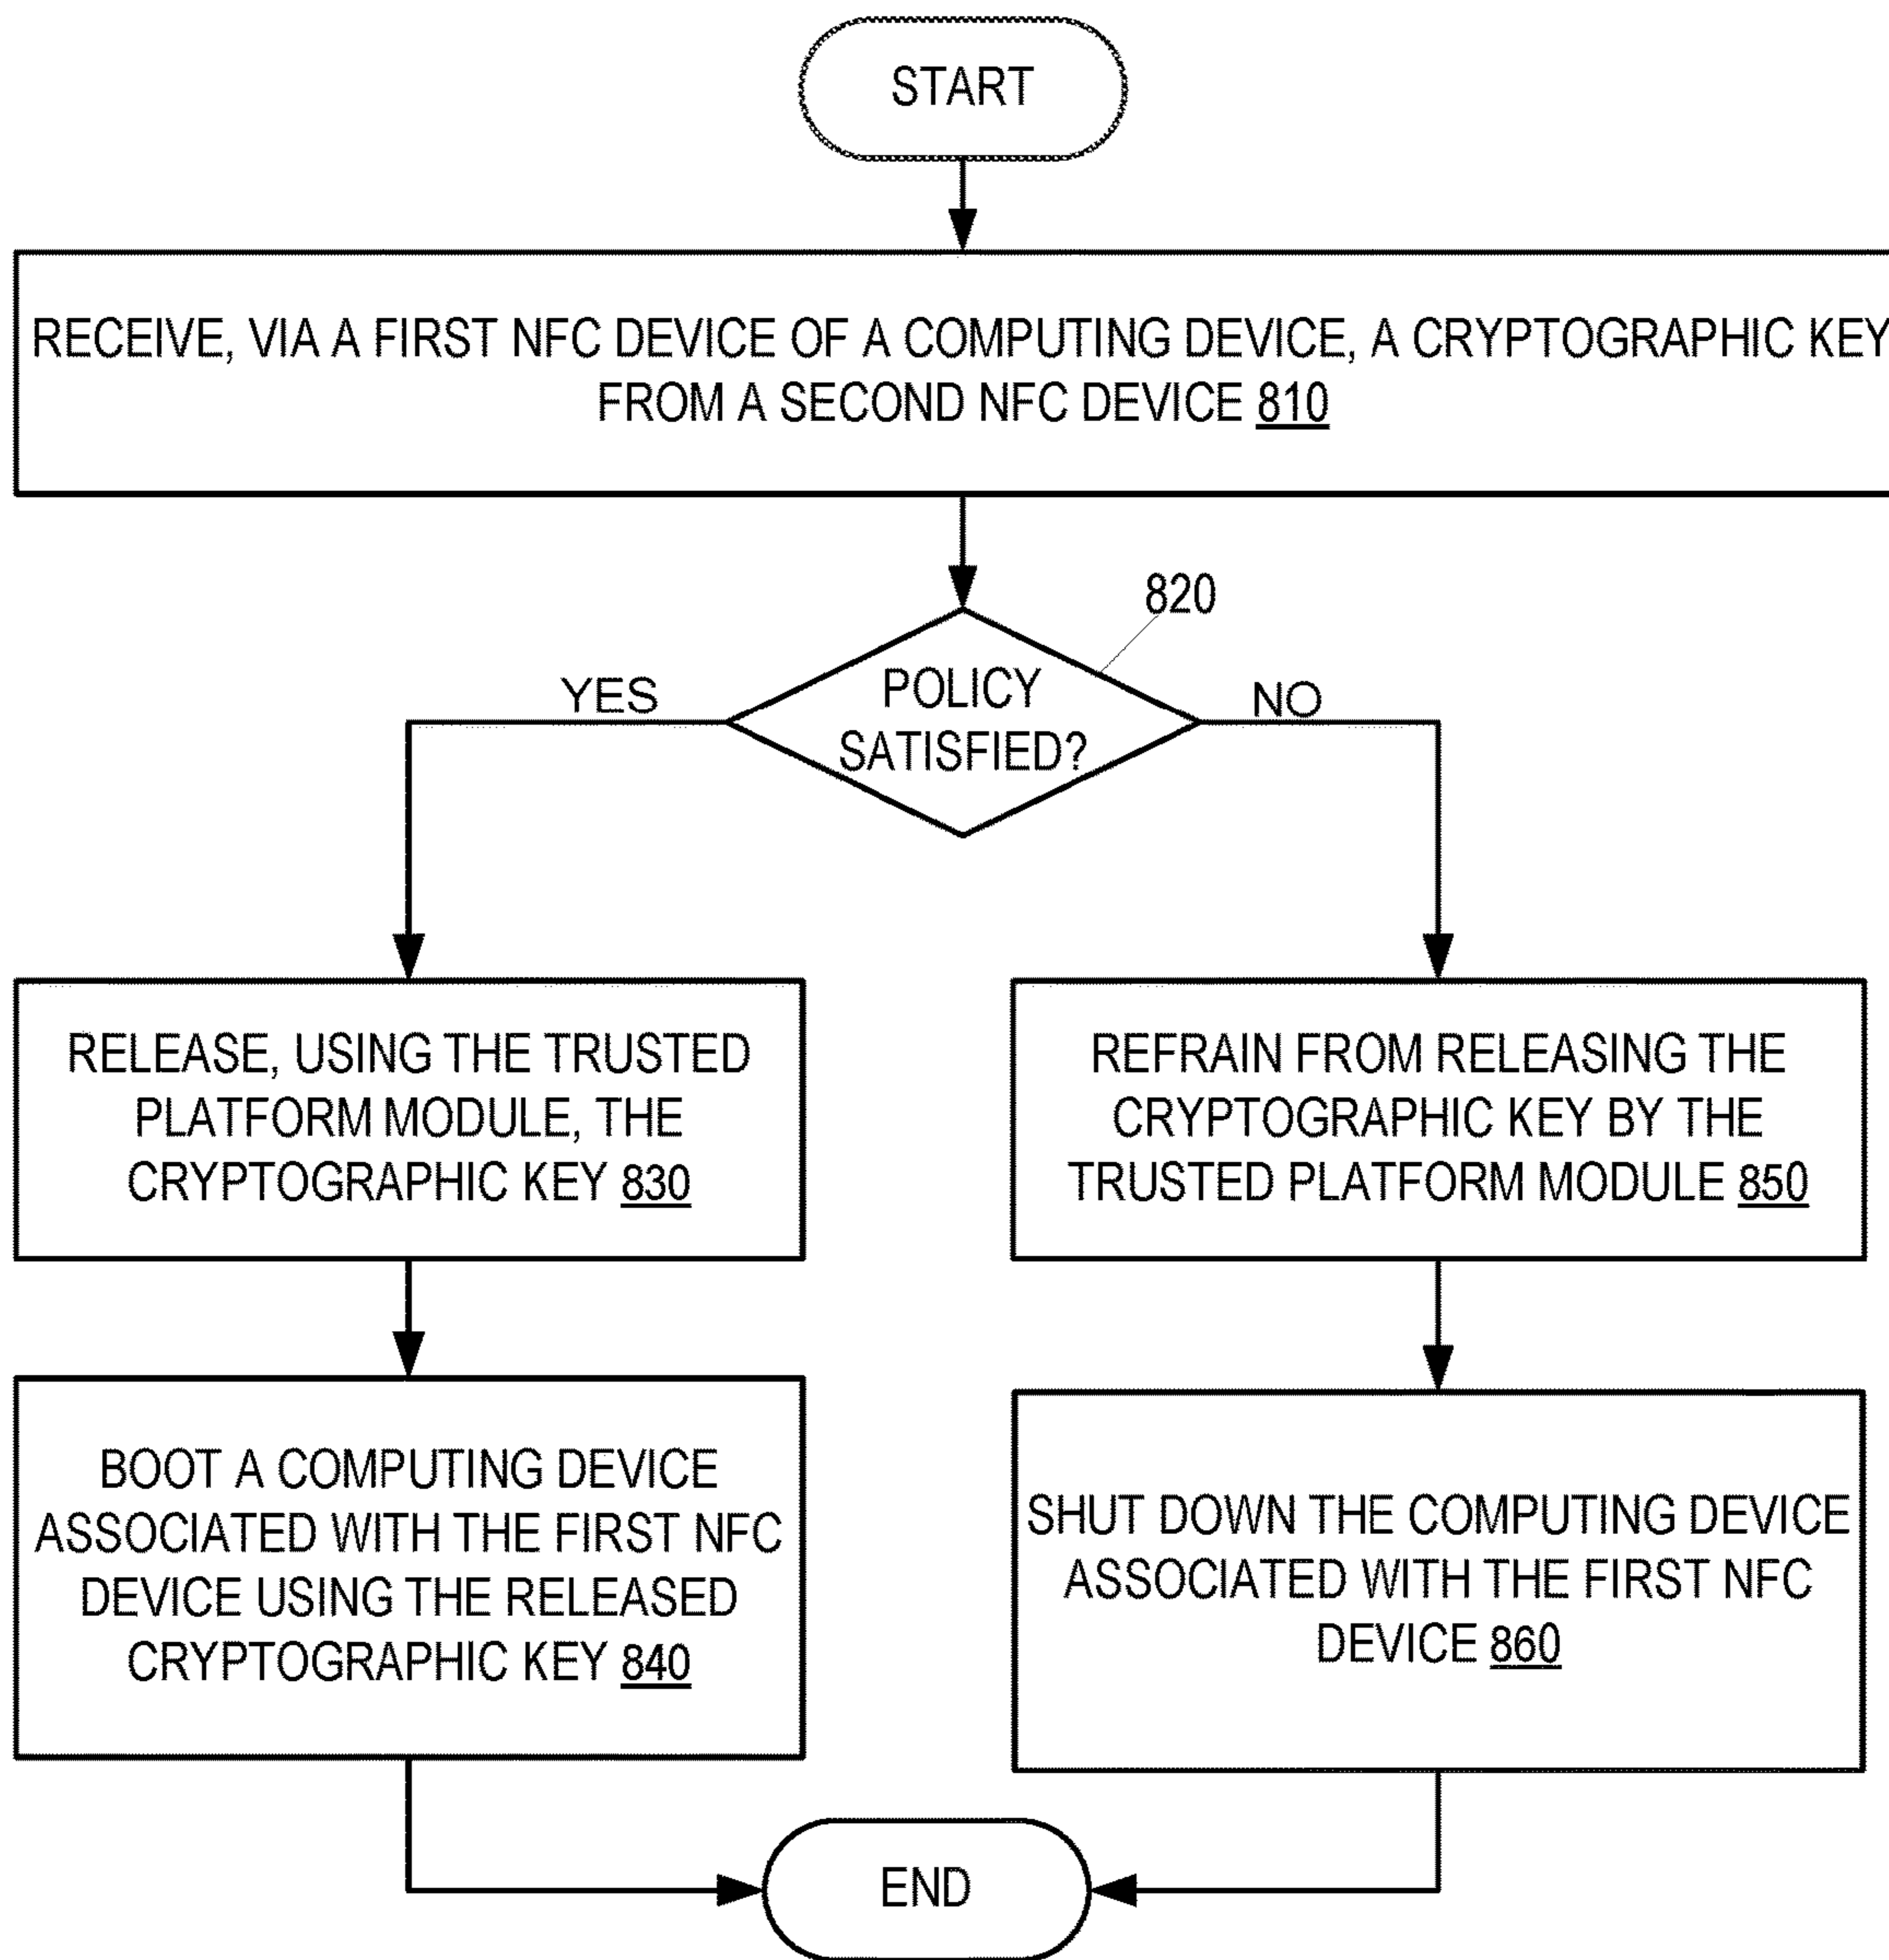 START
RECEIVE, VIA A FIRST NFC DEVICE OF A COMPUTING DEVICE, A CRYPTOGRAPHIC KEY
FROM A SECOND NFC DEVICE 810
820
POLICY
SATISFIED?
YES
NO
RELEASE, USING THE TRUSTED
PLATFORM MODULE, THE
CRYPTOGRAPHIC KEY 830
REFRAIN FROM RELEASING THE
CRYPTOGRAPHIC KEY BY THE
TRUSTED PLATFORM MODULE 850
BOOT A COMPUTING DEVICE
ASSOCIATED WITH THE FIRST NFC
DEVICE USING THE RELEASED
CRYPTOGRAPHIC KEY 840
SHUT DOWN THE COMPUTING DEVICE
ASSOCIATED WITH THE FIRST NFC
DEVICE 860
END